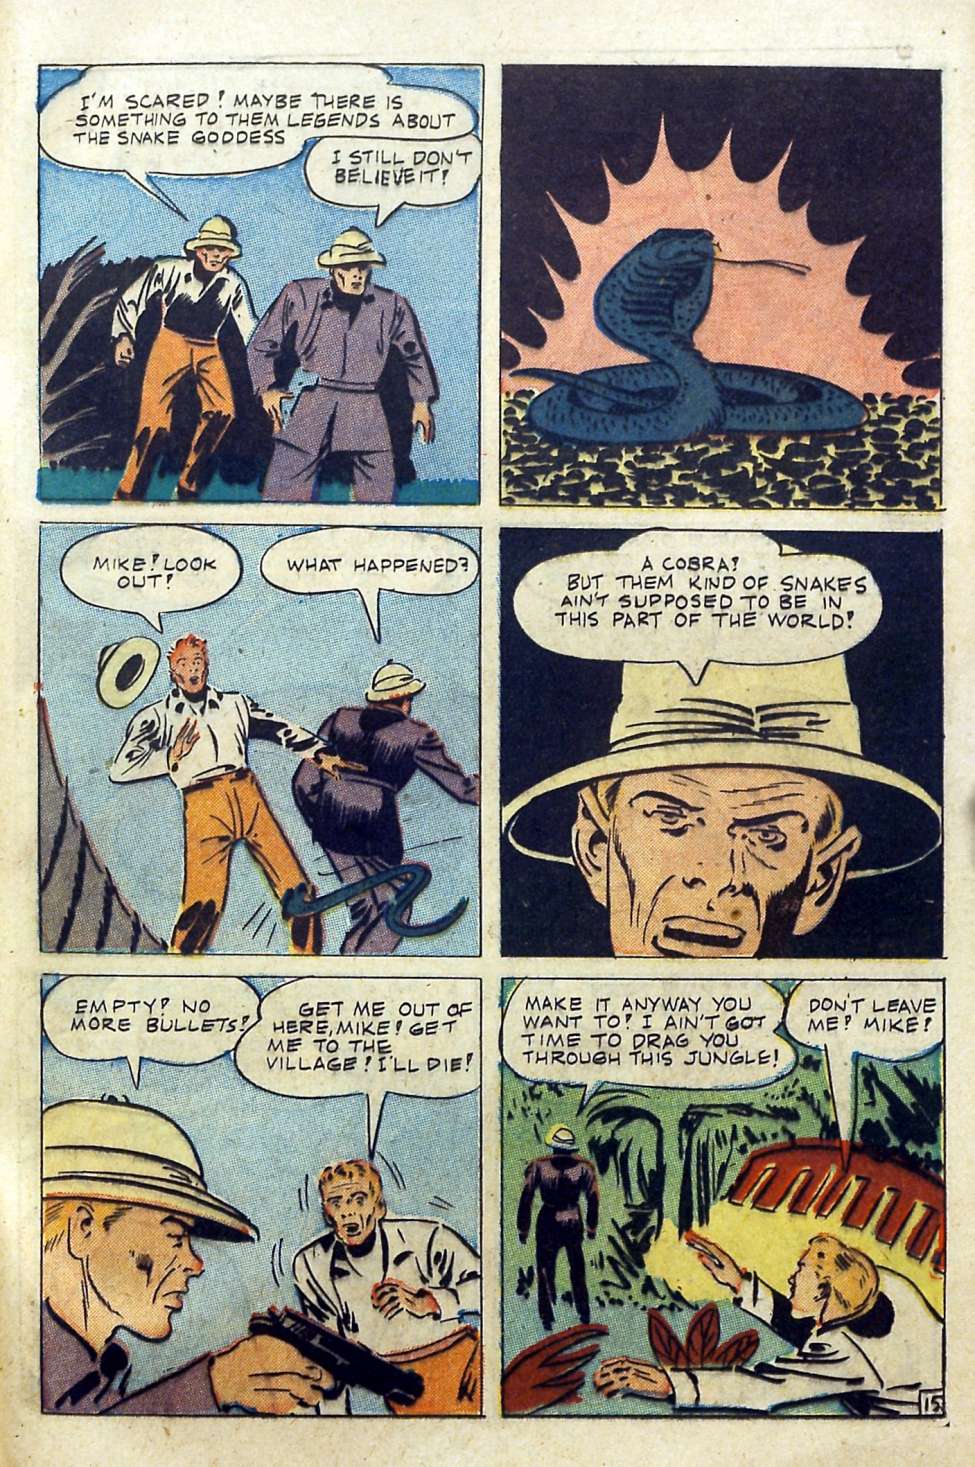 I'M SCARED! MAYBE THERE IS
SOMETHING TO THEM LEGENDS ABOUT
THE SNAKE GODDESS
I STILL DON'T
BELIEVE IT!
MIKE! LOOK
OUT!
WHAT HAPPENED?
A COBRA?
BUT THEM KIND OF SNAKES
AIN'T SUPPOSED TO BE IN
THIS PART OF THE WORLD!
EMPTY! NO
MORE BULLETS!
GET ME OUT OF
HERE, MIKE! GET
ME TO THE
VILLAGE! I'LL DIE!
MAKE IT ANYWAY YOU
WANT TO! I AIN'T GOT
TIME TO DRAG YOU
THROUGH THIS JUNGLE!
DON'T LEAVE
ME! MIKE!
15